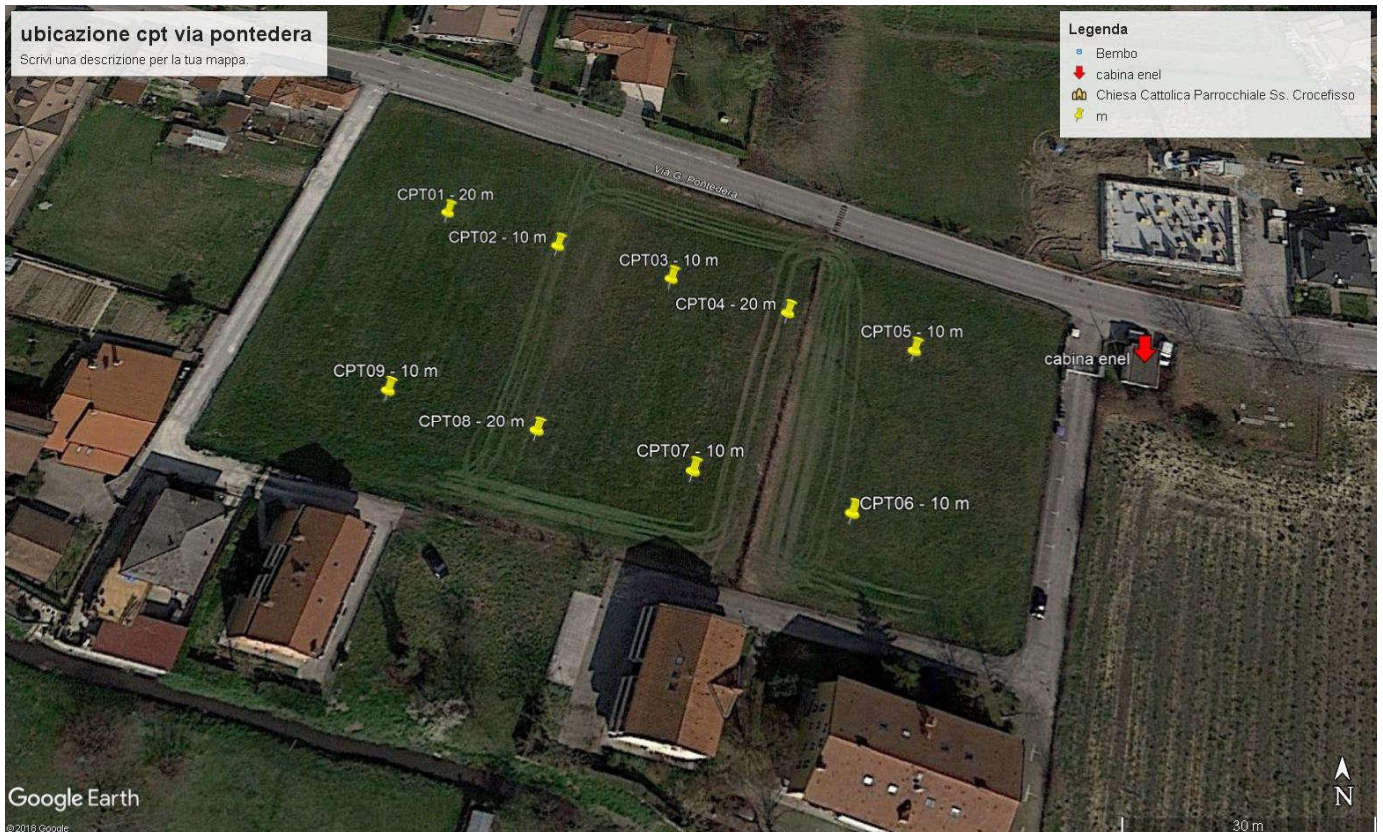 ubicazione cpt via pontedera
Scrivi una descrizione per la tua mappa.
Legenda
Bembo
cabina enel
Chiesa Cattolica Parrocchiale Ss. Crocefisso
m
Via G. Pontedera
CPT01 - 20 m
CPT02 - 10 m
CPT03 - 10 m
CPT04 - 20 m
CPT05 - 10 m
cabina enel
CPT09 - 10 m
CPT08 - 20 m
CPT07 - 10 m
CPT06 - 10 m
Google Earth
©2018 Google
N
30 m